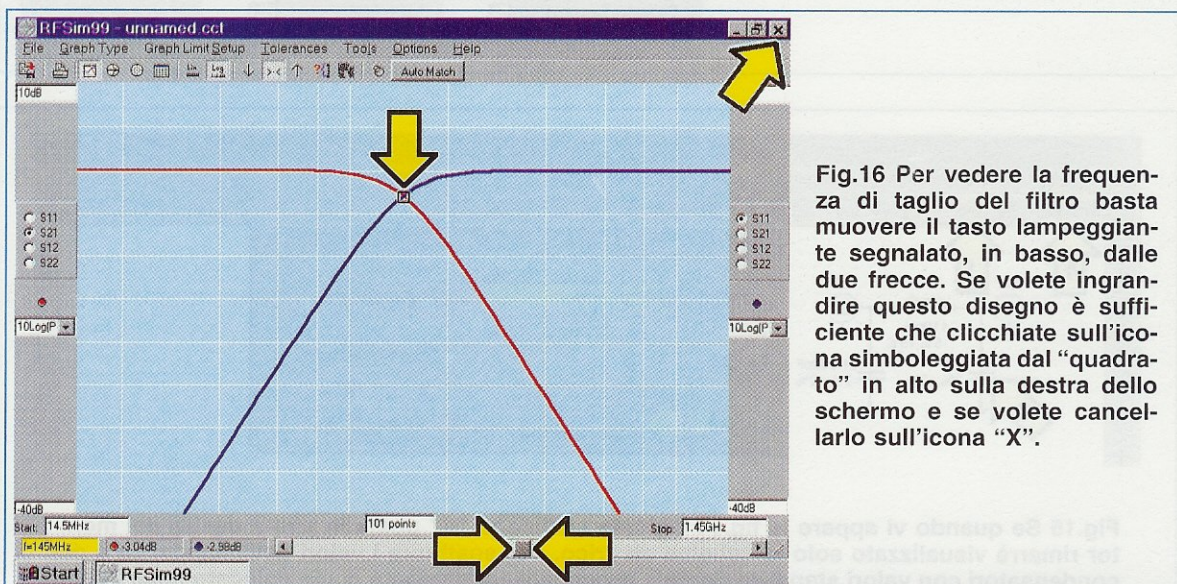 RFSim99 - unnamed.cct
File Graph Type Graph Limit Setup Tolerances Tools Options Help
Auto Match
10dB
S11
S21
S12
S22
10Log|P
S11
S21
S12
S22
10Log|P
-40dB
-40dB
Start: 14.5MHz 101 points Stop: 1.45GHz
f=145MHz -3.04dB -2.98dB
Start RFSim99
Fig.16 Per vedere la frequen-
za di taglio del filtro basta
muovere il tasto lampeggian-
te segnalato, in basso, dalle
due frecce. Se volete ingran-
dire questo disegno è suffi-
ciente che clicchiate sull'ico-
na simboleggiata dal "quadra-
to" in alto sulla destra dello
schermo e se volete cancel-
larlo sull'icona "X".